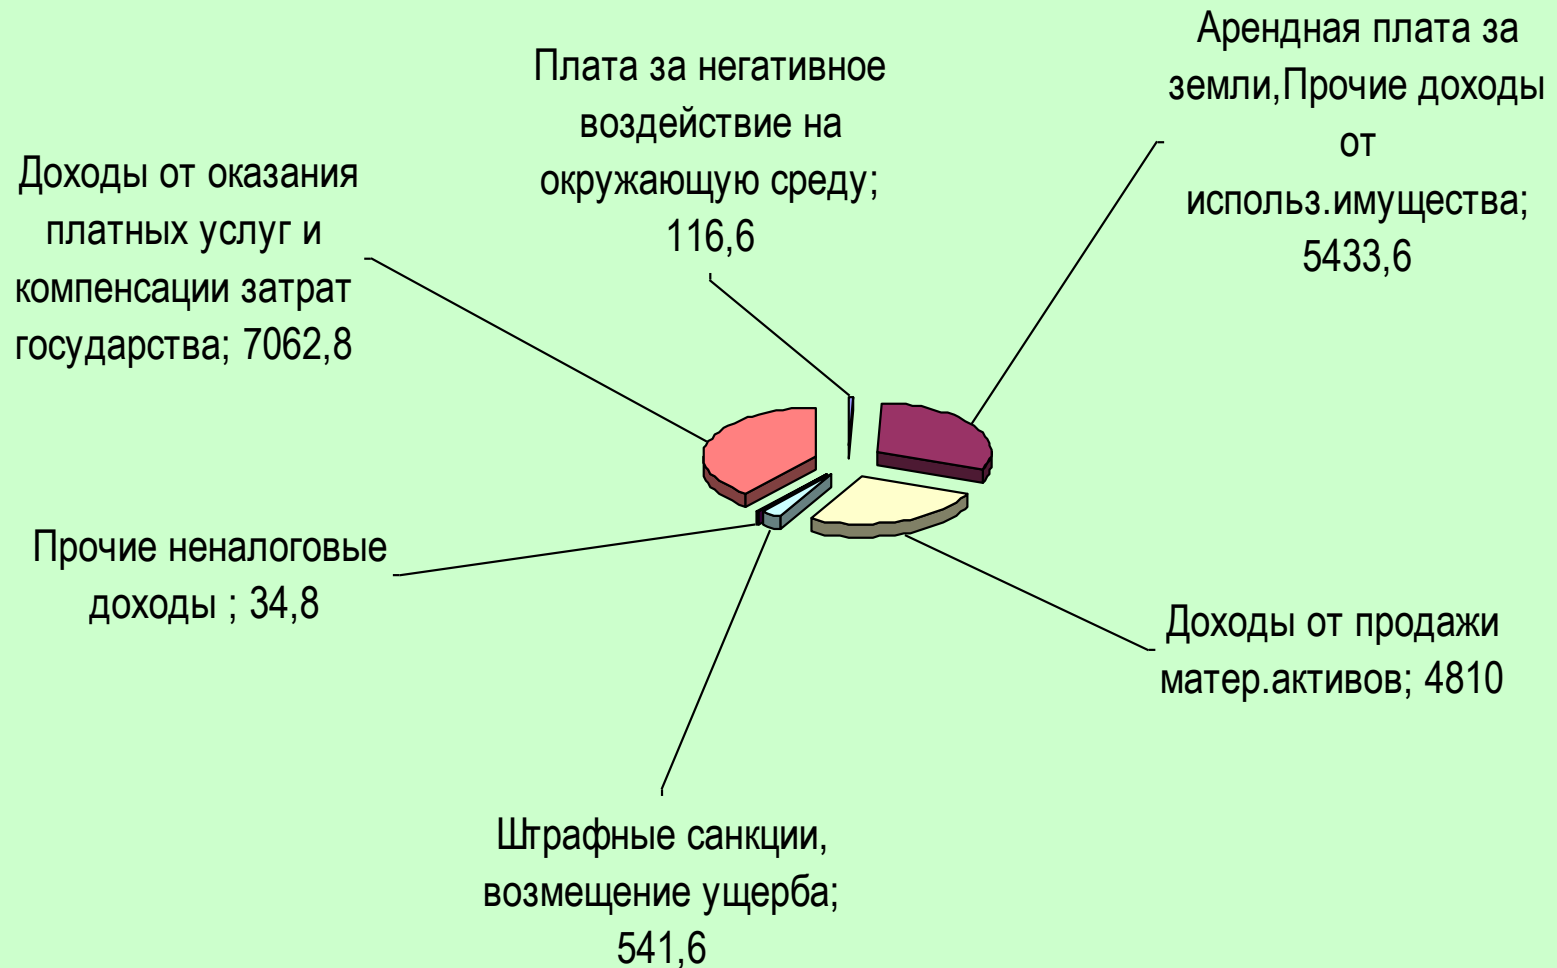 Плата за негативное
воздействие на
окружающую среду;
116,6
Арендная плата за
земли,Прочие доходы
от
использ.имущества;
5433,6
Доходы от оказания
платных услуг и
компенсации затрат
государства; 7062,8
Прочие неналоговые
доходы ; 34,8
Доходы от продажи
матер.активов; 4810
Штрафные санкции,
возмещение ущерба;
541,6